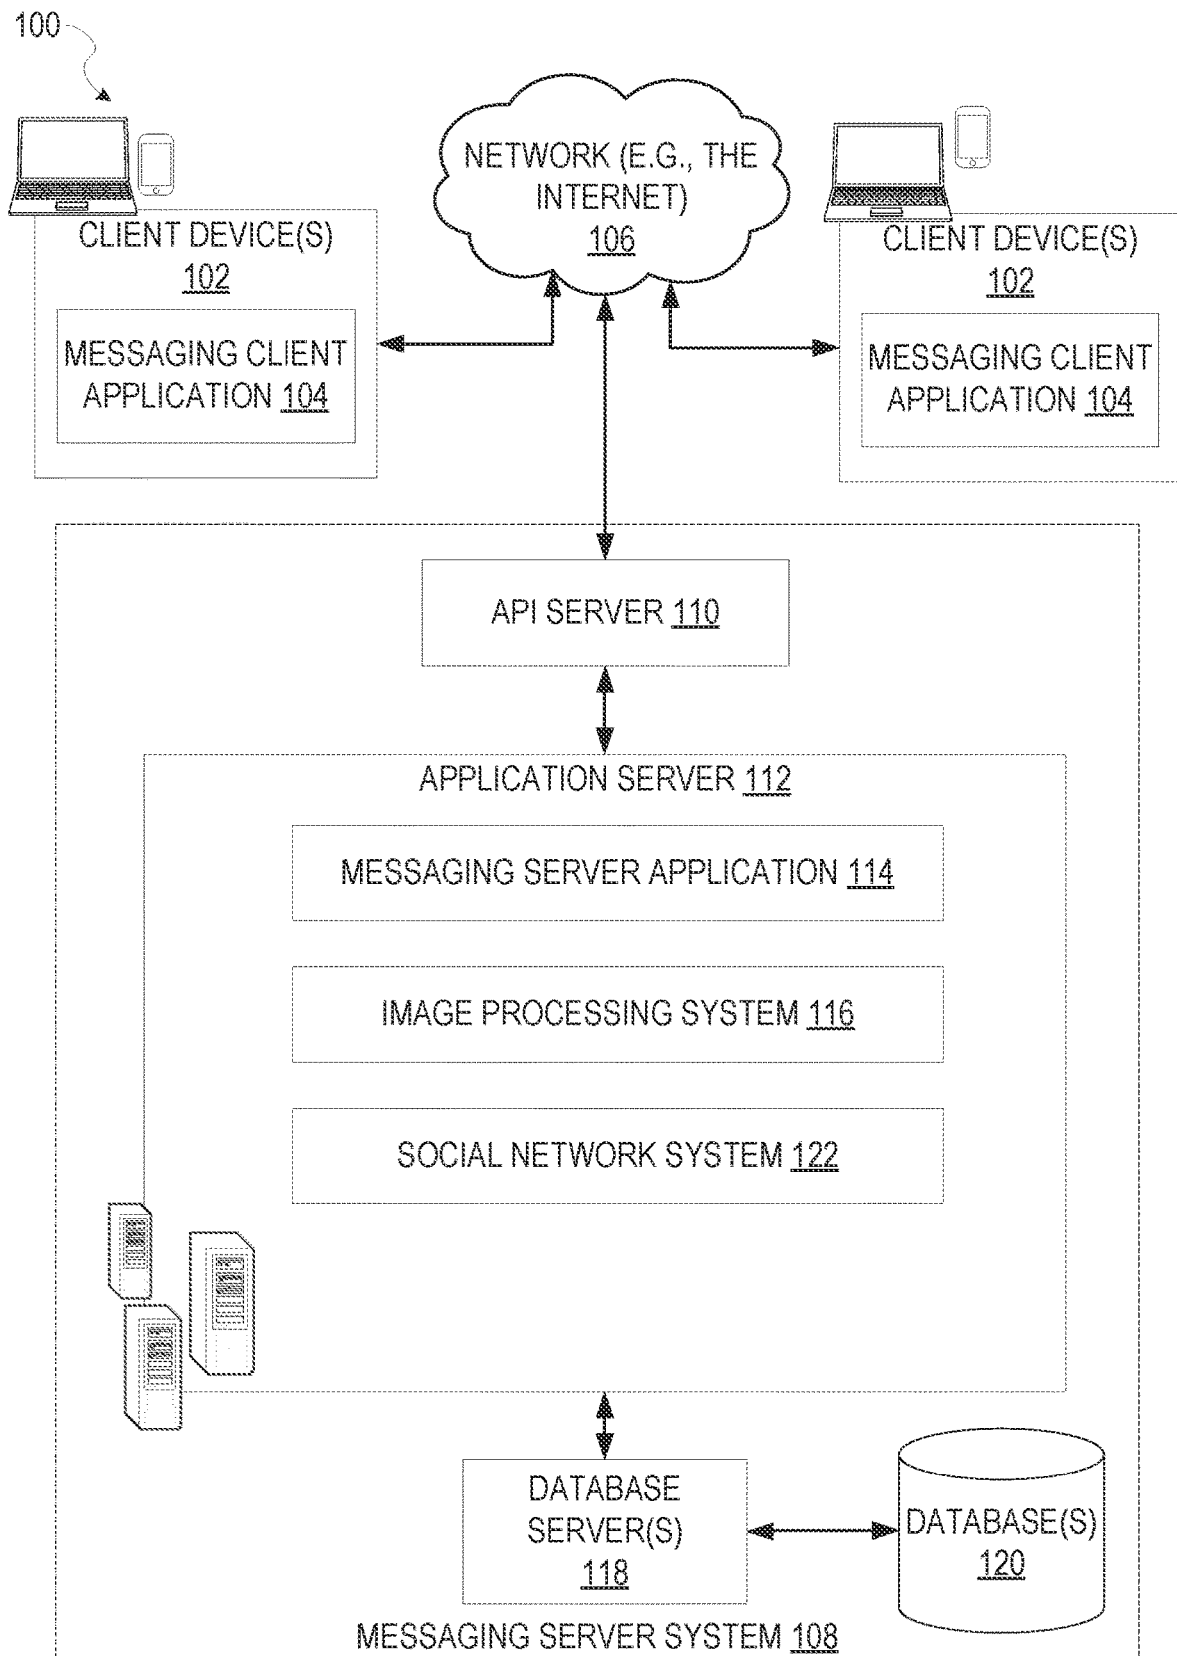 100
NETWORK (E.G., THE
INTERNET)
106
CLIENT DEVICE(S)
102
MESSAGING CLIENT
APPLICATION 104
CLIENT DEVICE(S)
102
MESSAGING CLIENT
APPLICATION 104
API SERVER 110
APPLICATION SERVER 112
MESSAGING SERVER APPLICATION 114
IMAGE PROCESSING SYSTEM 116
SOCIAL NETWORK SYSTEM 122
DATABASE
SERVER(S)
118
DATABASE(S)
120
MESSAGING SERVER SYSTEM 108